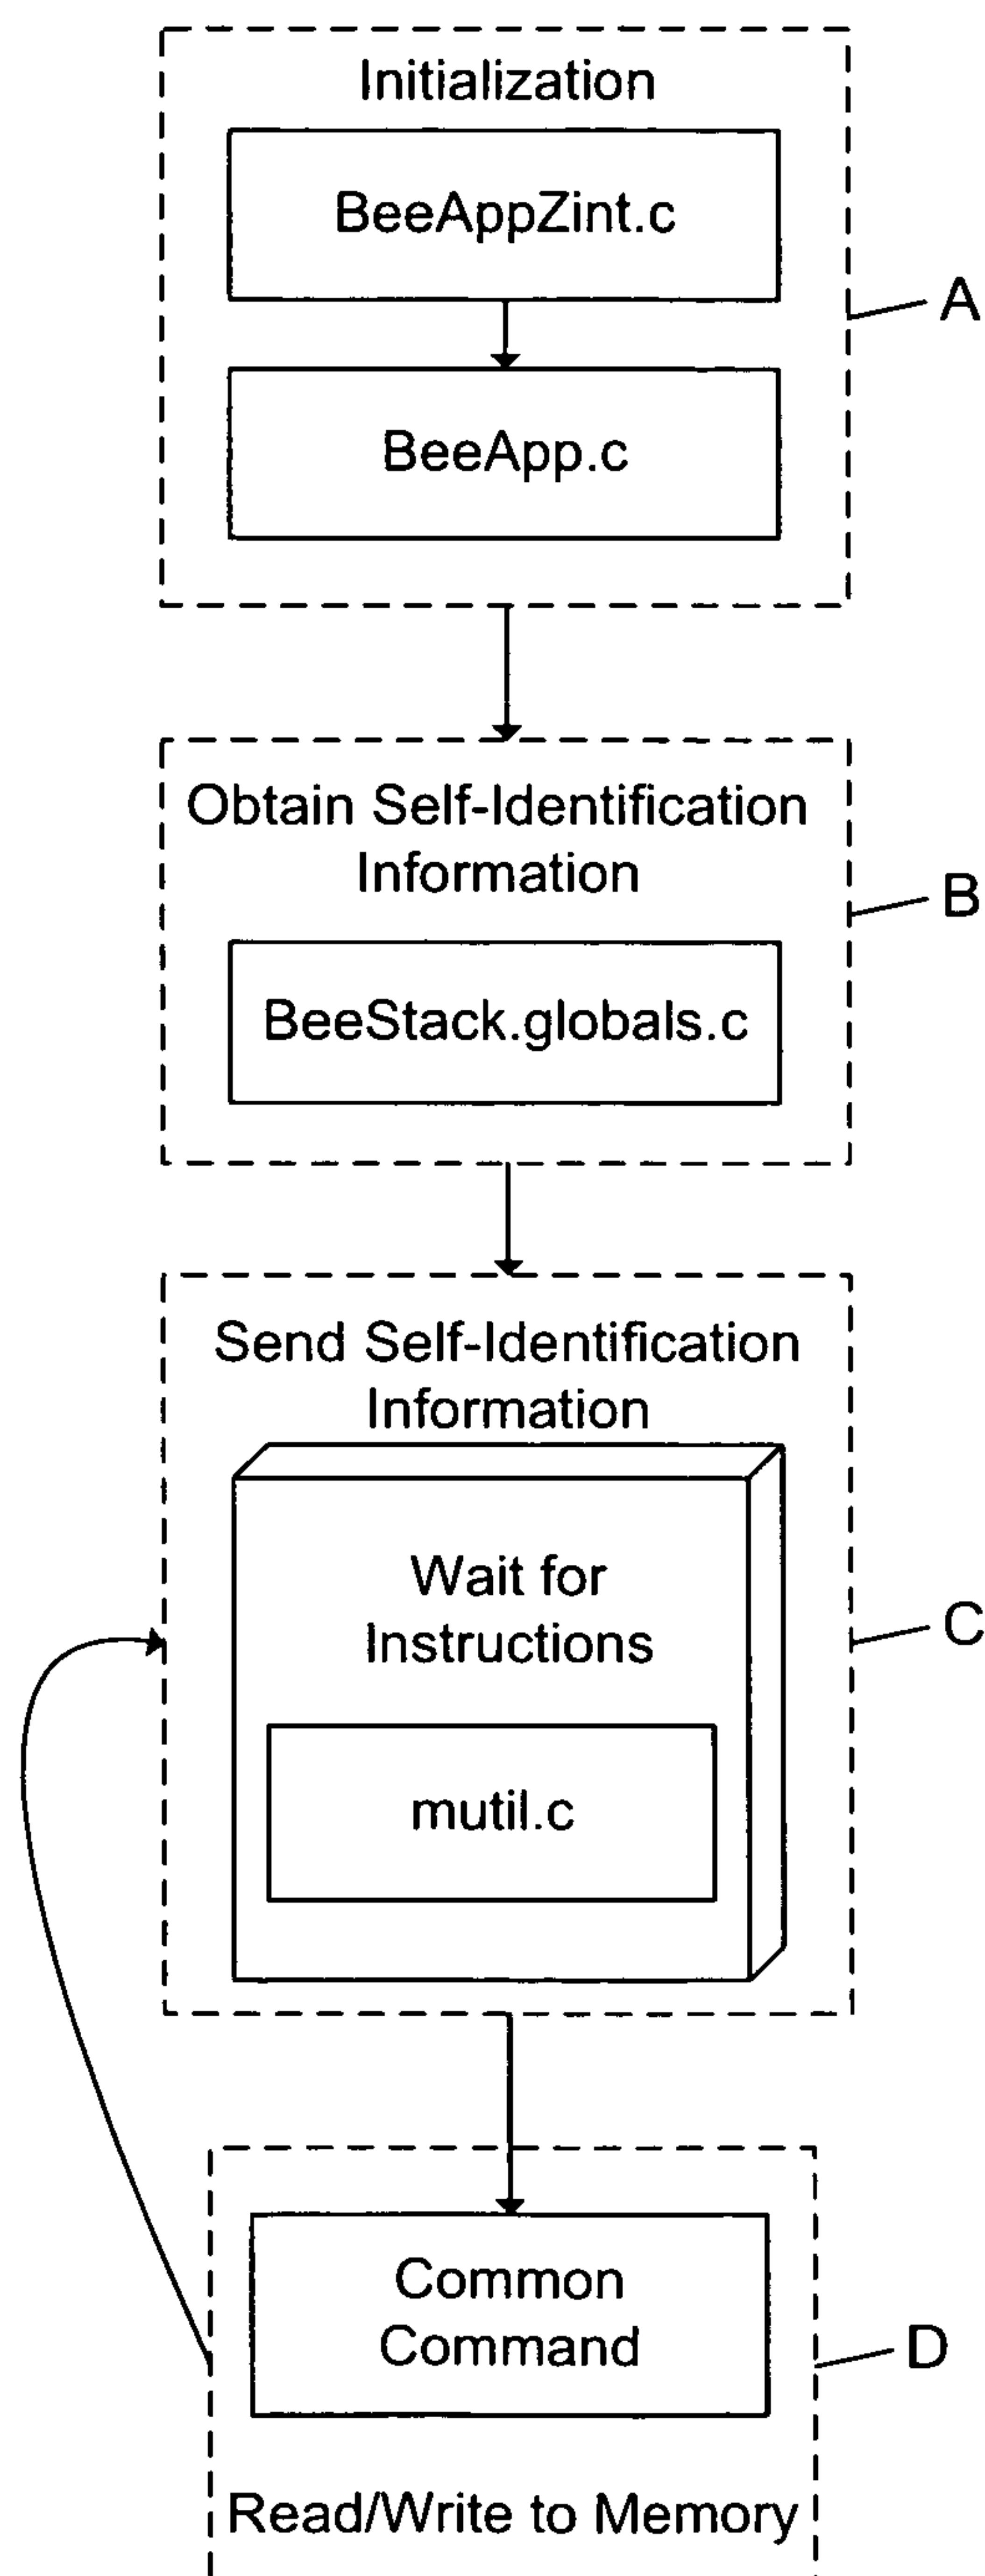 Initialization
BeeAppZint.c
A
BeeApp.c
Obtain Self-Identification
Information
B
BeeStack.globals.c
Send Self-Identification
Information
Wait for
Instructions
C
mutil.c
Common
Command
D
Read/Write to Memory